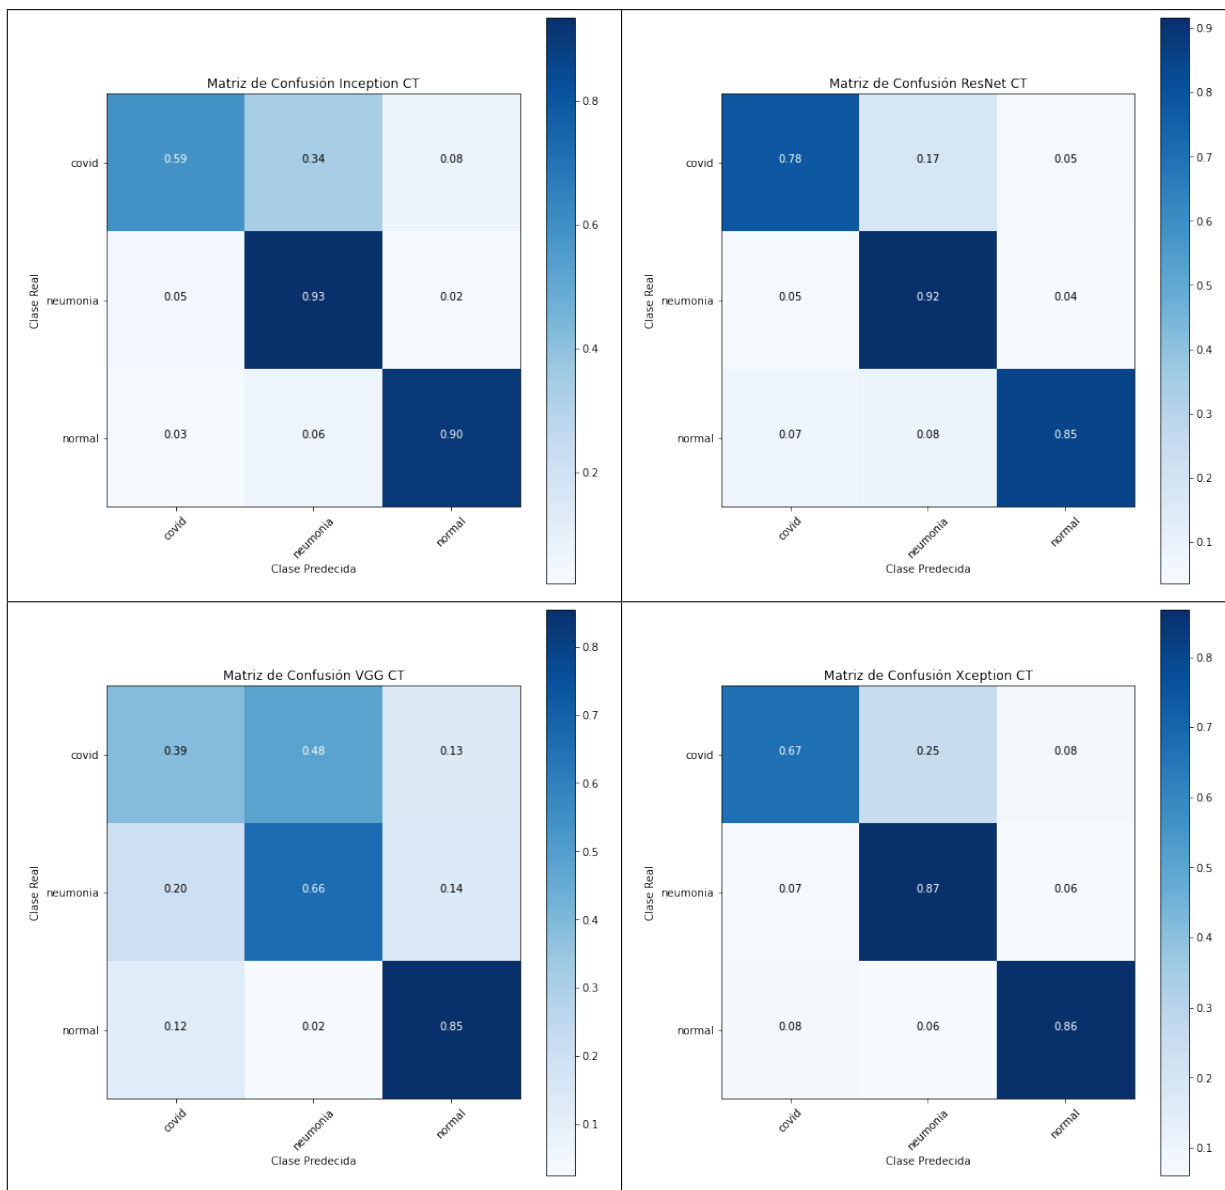 Matriz de Confusión Inception CT
0.8
0.6
0.4
0.2
Clase Real
covid
0.59 0.34 0.08
neumonia
0.05 0.93 0.02
normal
0.03 0.06 0.90
covid neumonia normal
Clase Predecida
Matriz de Confusión ResNet CT
0.9
0.8
0.7
0.6
0.5
0.4
0.3
0.2
0.1
Clase Real
covid
0.78 0.17 0.05
neumonia
0.05 0.92 0.04
normal
0.07 0.08 0.85
covid neumonia normal
Clase Predecida
Matriz de Confusión VGG CT
0.8
0.7
0.6
0.5
0.4
0.3
0.2
0.1
Clase Real
covid
0.39 0.48 0.13
neumonia
0.20 0.66 0.14
normal
0.12 0.02 0.85
covid neumonia normal
Clase Predecida
Matriz de Confusión Xception CT
0.8
0.7
0.6
0.5
0.4
0.3
0.2
0.1
Clase Real
covid
0.67 0.25 0.08
neumonia
0.07 0.87 0.06
normal
0.08 0.06 0.86
covid neumonia normal
Clase Predecida